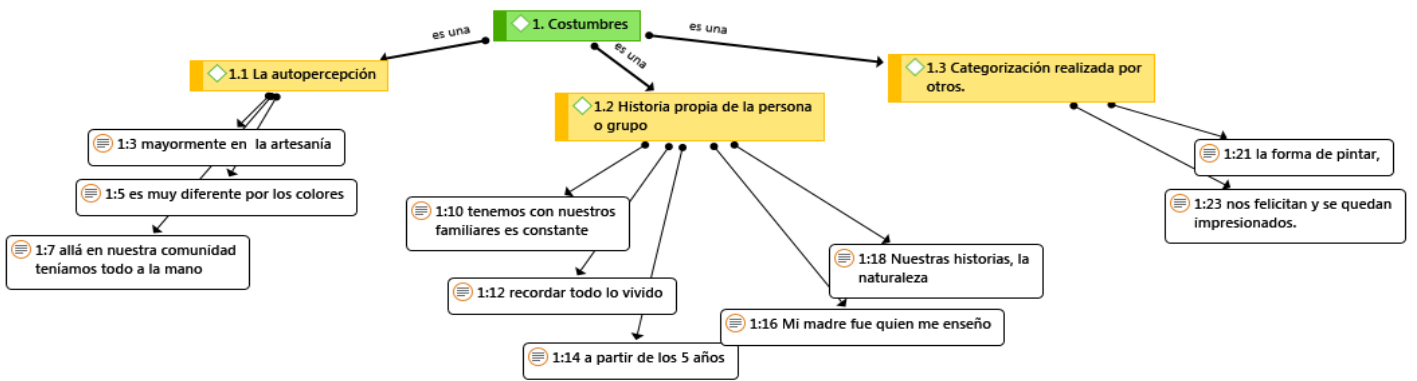 1. Costumbres
es una
es una
es una
1.1 La autopercepción
1.2 Historia propia de la persona
o grupo
1.3 Categorización realizada por
otros.
1:3 mayormente en  la artesanía
1:5 es muy diferente por los colores
1:7 allá en nuestra comunidad
teníamos todo a la mano
1:10 tenemos con nuestros
familiares es constante
1:12 recordar todo lo vivido
1:14 a partir de los 5 años
1:16 Mi madre fue quien me enseño
1:18 Nuestras historias, la
naturaleza
1:21 la forma de pintar,
1:23 nos felicitan y se quedan
impresionados.